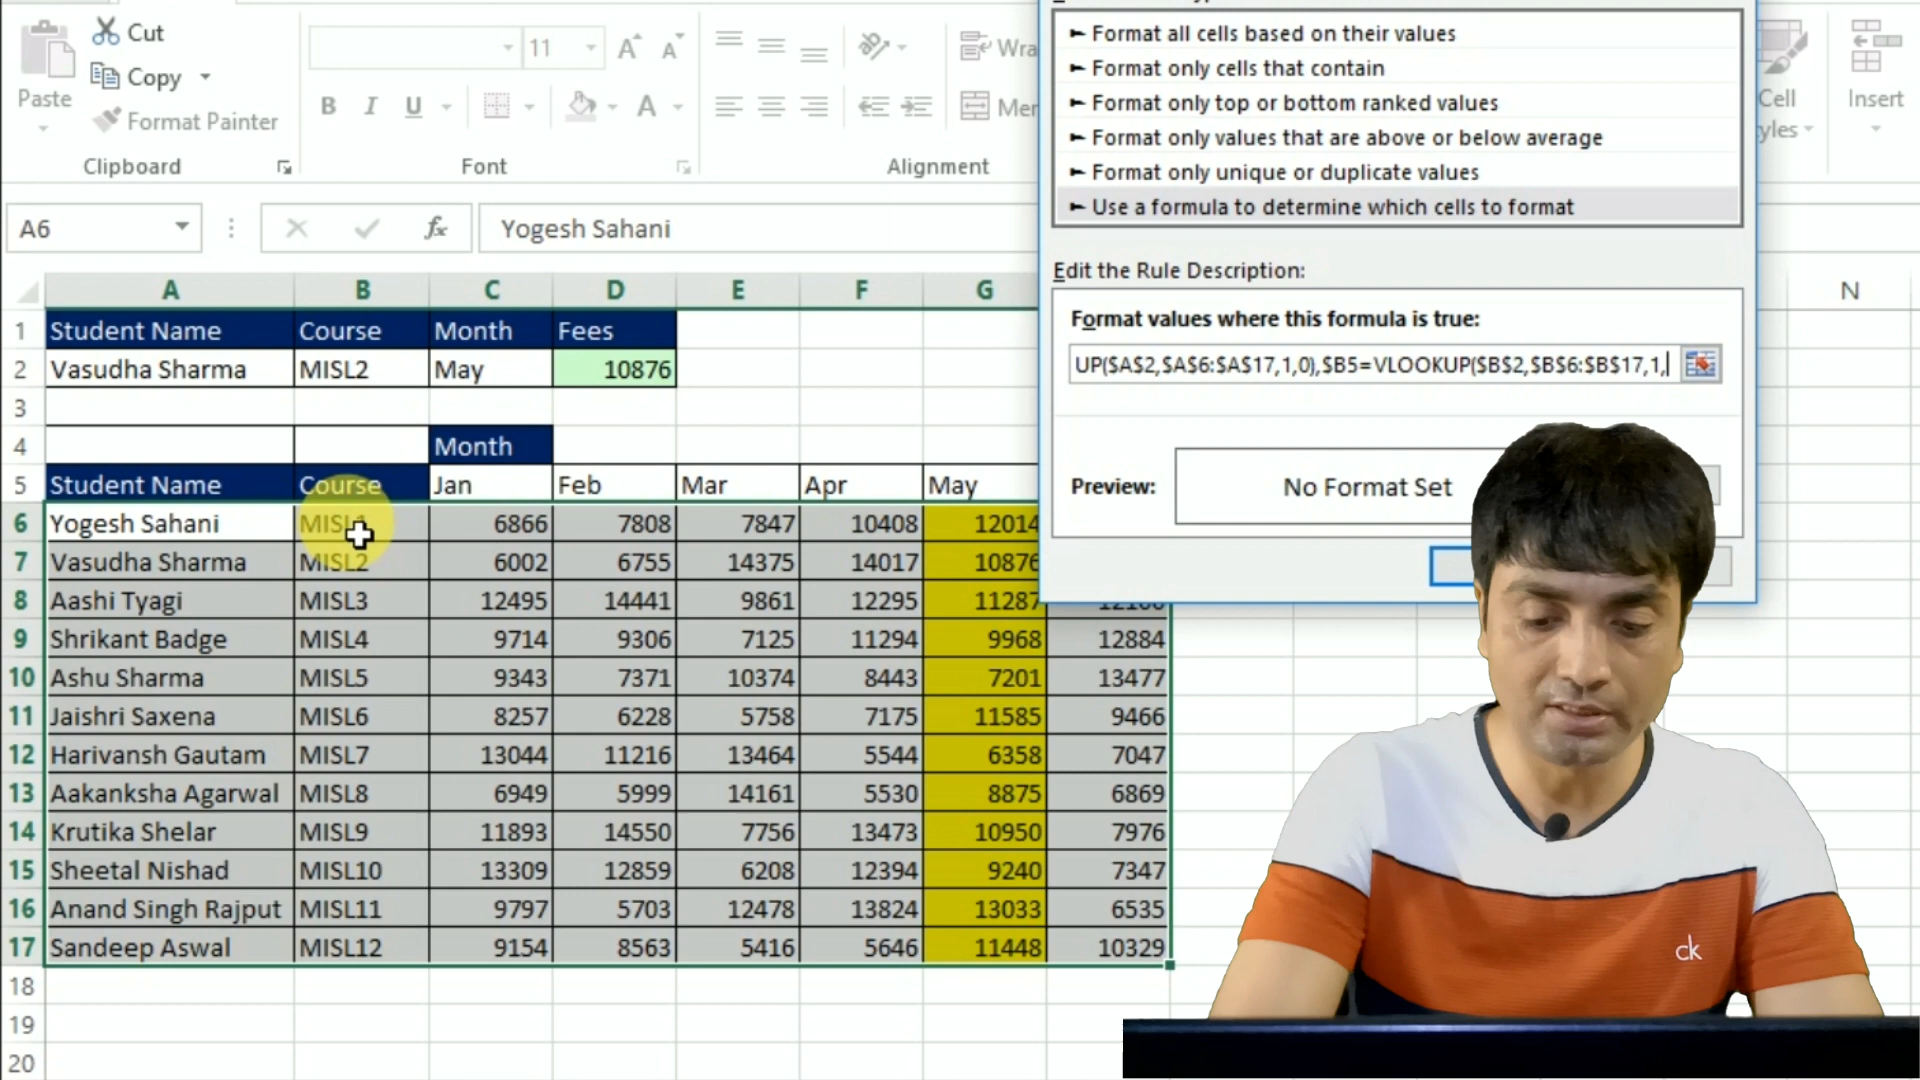 Cut
Copy
Paste
Format Painter
Clipboard
11
A A
B I U A
Font
Wra
Mer
Alignment
Cell
yles
Insert
Format all cells based on their values
Format only cells that contain
Format only top or bottom ranked values
Format only values that are above or below average
Format only unique or duplicate values
Use a formula to determine which cells to format
Edit the Rule Description:
Format values where this formula is true:
UP($A$2,$A$6:$A$17,1,0),$B5=VLOOKUP($B$2,$B$6:$B$17,1,
Preview: No Format Set
A6 fx Yogesh Sahani
A B C D E F G N
1 Student Name Course Month Fees
2 Vasudha Sharma MISL2 May 10876
3
4 Month
5 Student Name Course Jan Feb Mar Apr May
6 Yogesh Sahani MISL1 6866 7808 7847 10408 12014
7 Vasudha Sharma MISL2 6002 6755 14375 14017 10876
8 Aashi Tyagi MISL3 12495 14441 9861 12295 11287
9 Shrikant Badge MISL4 9714 9306 7125 11294 9968 12884
10 Ashu Sharma MISL5 9343 7371 10374 8443 7201 13477
11 Jaishri Saxena MISL6 8257 6228 5758 7175 11585 9466
12 Harivansh Gautam MISL7 13044 11216 13464 5544 6358 7047
13 Aakanksha Agarwal MISL8 6949 5999 14161 5530 8875 6869
14 Krutika Shelar MISL9 11893 14550 7756 13473 10950 7976
15 Sheetal Nishad MISL10 13309 12859 6208 12394 9240 7347
16 Anand Singh Rajput MISL11 9797 5703 12478 13824 13033 6535
17 Sandeep Aswal MISL12 9154 8563 5416 5646 11448 10329
18
19
20
ck